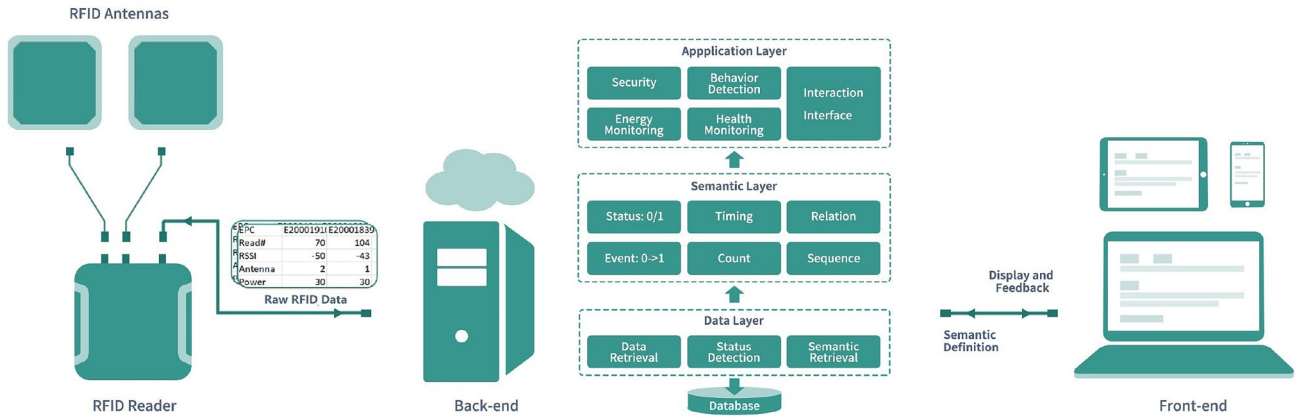 RFID Antennas
EPC E2000191 E20001839
Read# 70 104
RSSI -50 -43
Antenna 2 1
Power 30 30
Raw RFID Data
RFID Reader
Back-end
Appplication Layer
Security
Behavior
Detection
Interaction
Interface
Energy
Monitoring
Health
Monitoring
Semantic Layer
Status: 0/1
Timing
Relation
Event: 0->1
Count
Sequence
Data Layer
Data
Retrieval
Status
Detection
Semantic
Retrieval
Database
Display and
Feedback
Semantic
Definition
Front-end